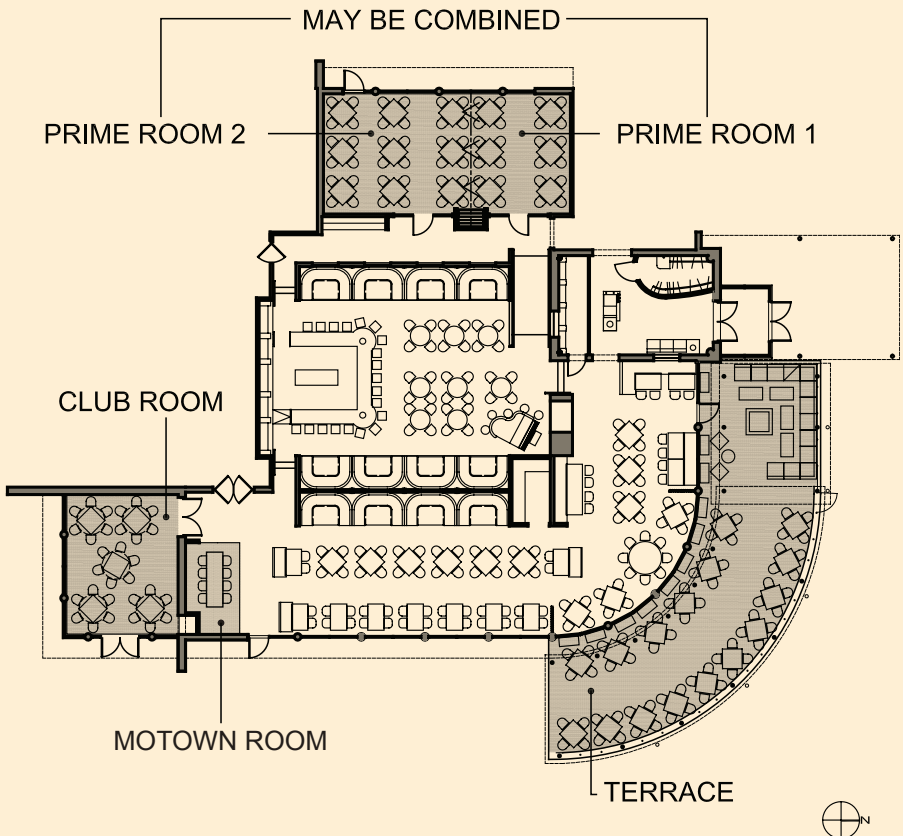 MAY BE COMBINED
PRIME ROOM 2
PRIME ROOM 1
CLUB ROOM
MOTOWN ROOM
TERRACE
N